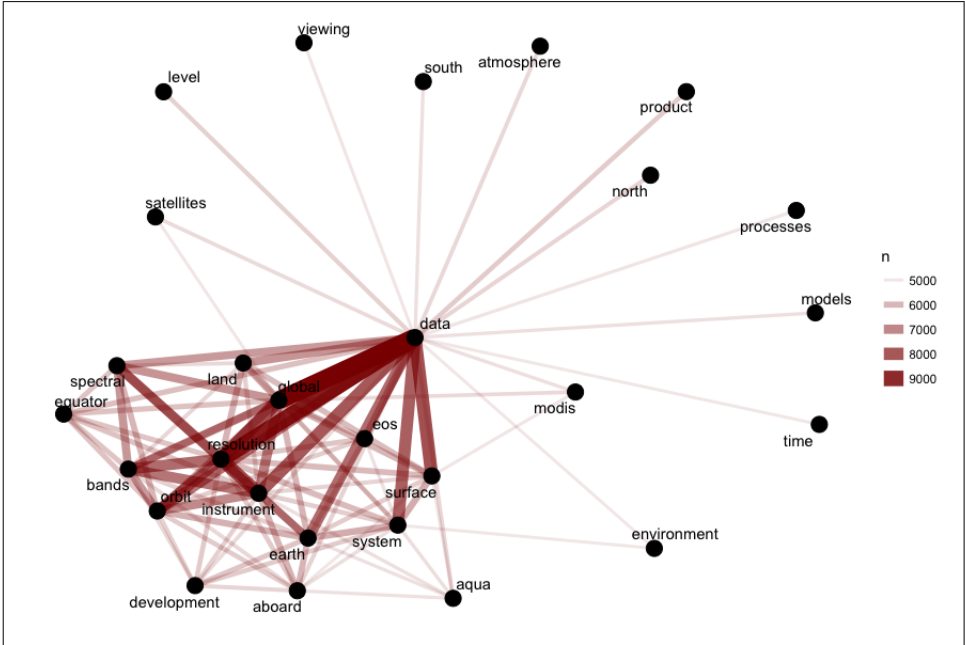 viewing
south
atmosphere
level
product
north
satellites
processes
n
5000
6000
7000
8000
9000
models
data
spectral
land
global
equator
modis
eos
time
resolution
bands
orbit
instrument
surface
earth
system
environment
development
aboard
aqua